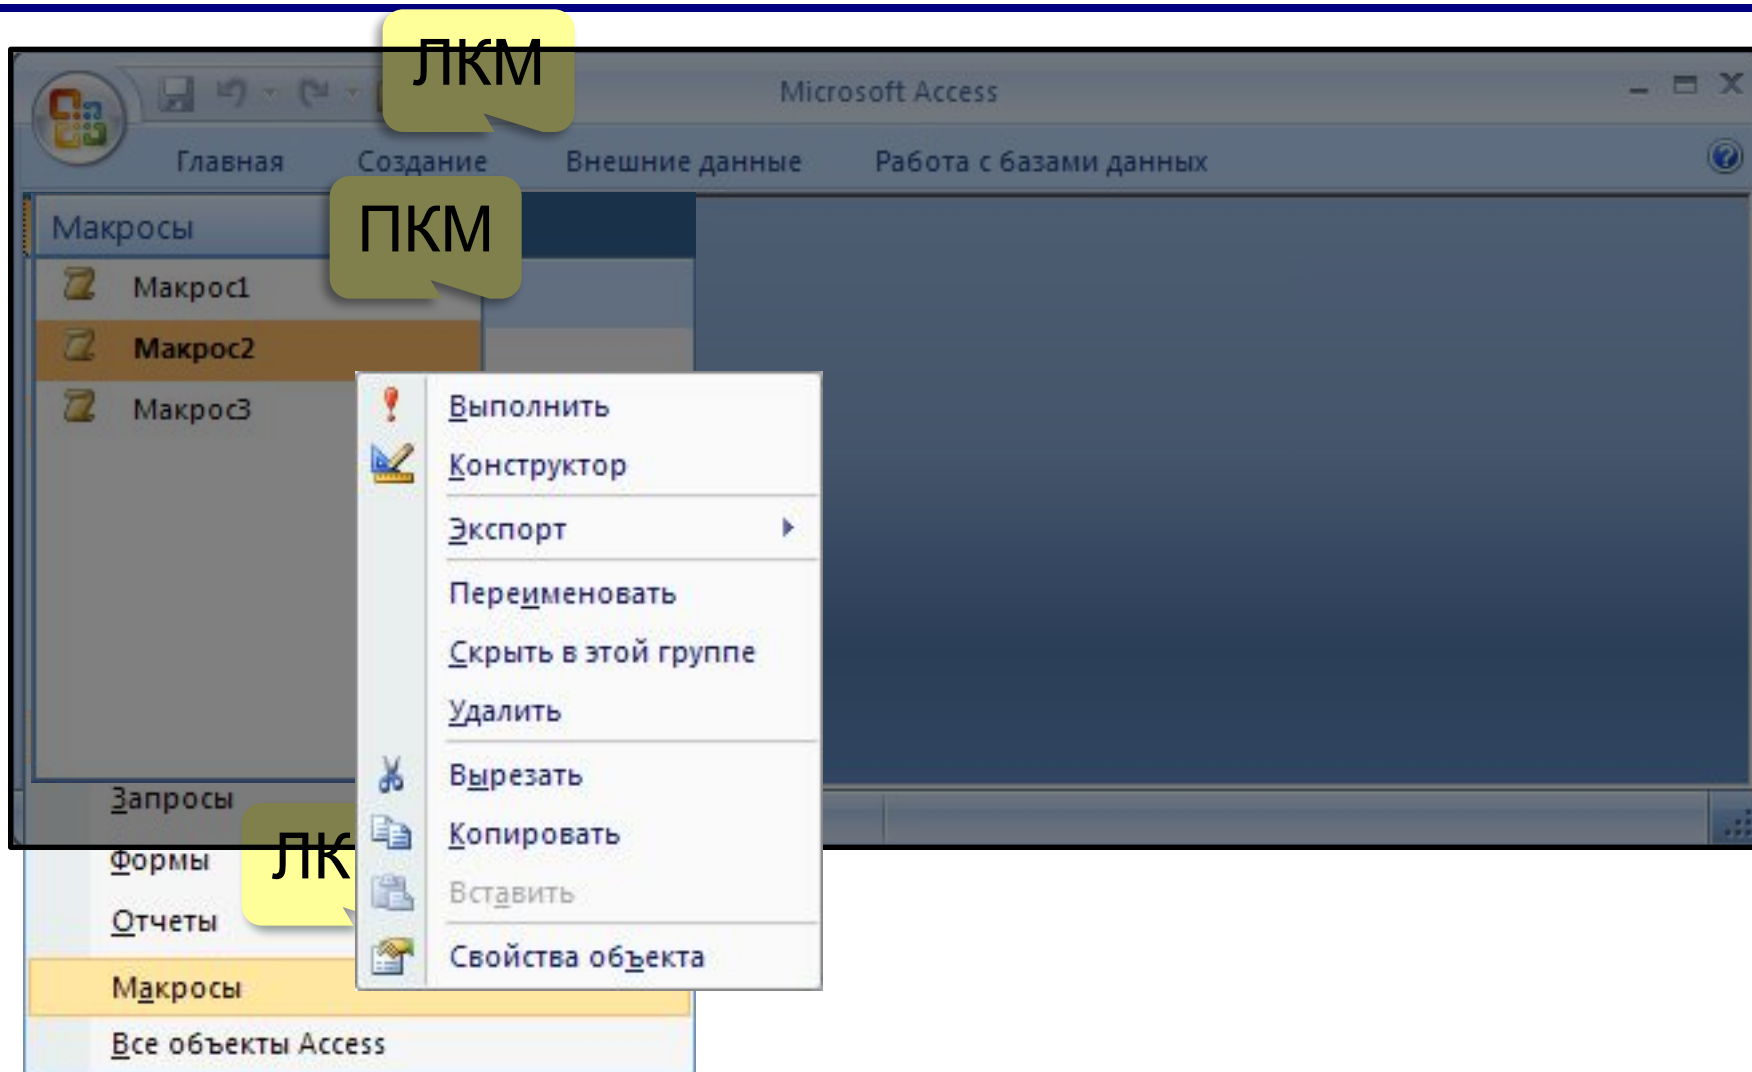 ЛКМ
Microsoft Access
Главная Создание Внешние данные Работа с базами данных
Макросы
ПКМ
Макрос1
Макрос2
Макрос3
Выполнить
Конструктор
Экспорт
Переименовать
Скрыть в этой группе
Удалить
Вырезать
Копировать
Вставить
Свойства объекта
Запросы
Формы
ЛК
Отчеты
Макросы
Все объекты Access